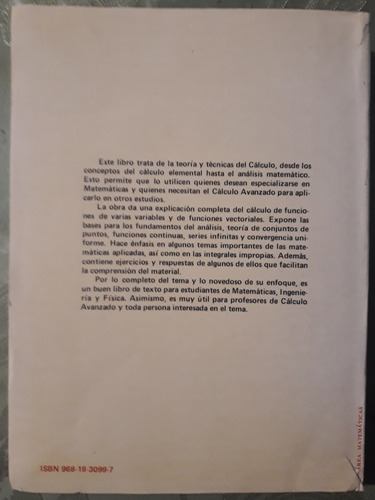 Este libro trata de la teoría y técnicas del Cálculo, desde los
conceptos del cálculo elemental hasta el análisis matemático.
Esto permite que lo utilicen quienes desean especializarse en
Matemáticas y quienes necesitan el Cálculo Avanzado para apli-
carlo en otros estudios.
La obra da una explicación completa del cálculo de funcio-
nes de varias variables y de funciones vectoriales. Expone las
bases para los fundamentos del análisis, teoría de conjuntos de
puntos, funciones continuas, series infinitas y convergencia uni-
forme. Hace énfasis en algunos temas importantes de las mate-
máticas aplicadas, así como en las integrales impropias. Además,
contiene ejercicios y respuestas de algunos de ellos que facilitan
la comprensión del material.
Por lo completo del tema y lo novedoso de su enfoque, es
un buen libro de texto para estudiantes de Matemáticas, Ingenie-
ría y Física. Asimismo, es muy útil para profesores de Cálculo
Avanzado y toda persona interesada en el tema.
ISBN 968-18-3099-7
ÁREA: MATEMÁTICAS